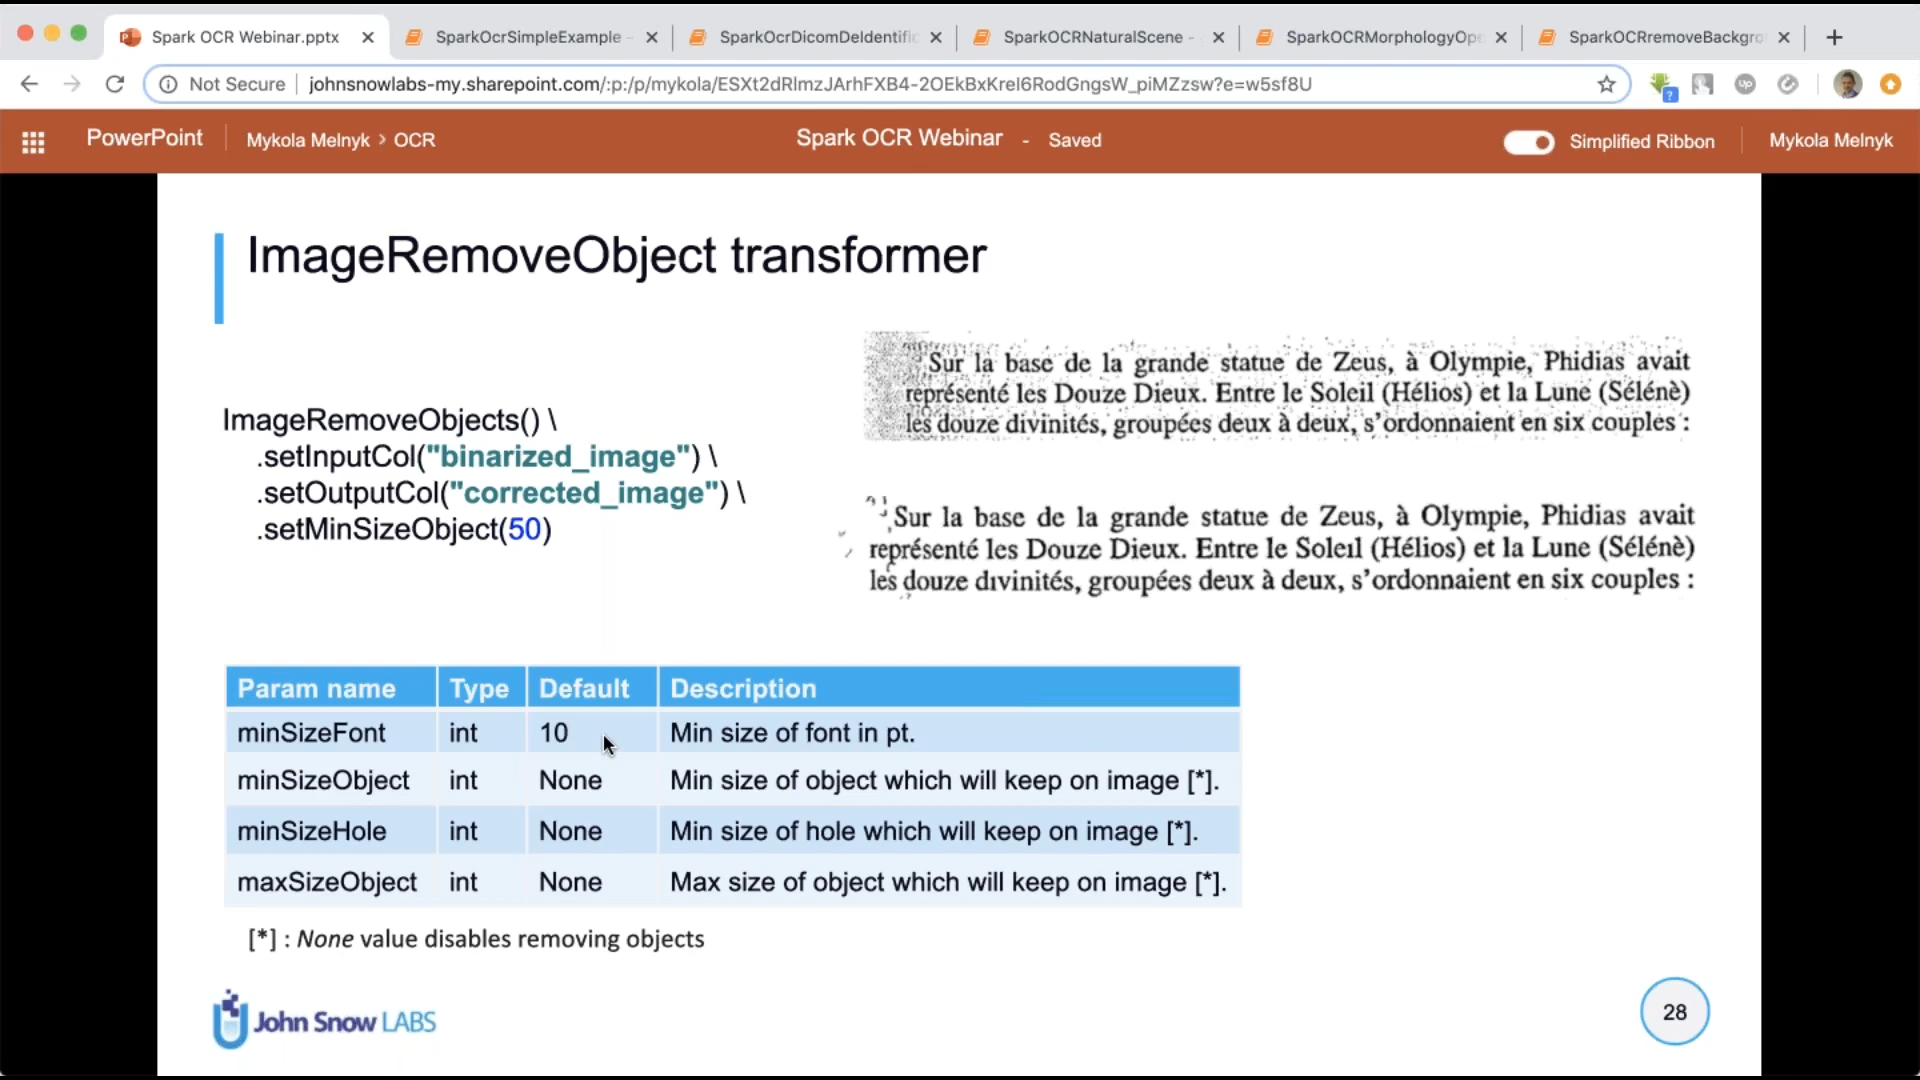 Spark OCR Webinar.pptx
SparkOcrSimpleExample -
SparkOcrDicomDeIdentific
SparkOCRNaturalScene -
SparkOCRMorphologyOpe
SparkOCRremoveBackgro
Not Secure johnsnowlabs-my.sharepoint.com/:p:/p/mykola/ESXt2dRlmzJArhFXB4-2OEkBxKreI6RodGngsW_piMZzsw?e=w5sf8U
?
Up
PowerPoint
Mykola Melnyk > OCR
Spark OCR Webinar - Saved
Simplified Ribbon
Mykola Melnyk
ImageRemoveObject transformer
ImageRemoveObjects() \
.setInputCol("binarized_image") \
.setOutputCol("corrected_image") \
.setMinSizeObject(50)
Sur la base de la grande statue de Zeus, à Olympie, Phidias avait
représenté les Douze Dieux. Entre le Soleil (Hélios) et la Lune (Sélénè)
les douze divinités, groupées deux à deux, s'ordonnaient en six couples :
Sur la base de la grande statue de Zeus, à Olympie, Phidias avait
représenté les Douze Dieux. Entre le Soleıl (Hélios) et la Lune (Sélénè)
les douze dıvinités, groupées deux à deux, s'ordonnaient en six couples :
Param name Type Default Description
minSizeFont int 10 Min size of font in pt.
minSizeObject int None Min size of object which will keep on image [*].
minSizeHole int None Min size of hole which will keep on image [*].
maxSizeObject int None Max size of object which will keep on image [*].
[*] : None value disables removing objects
John Snow LABS
28